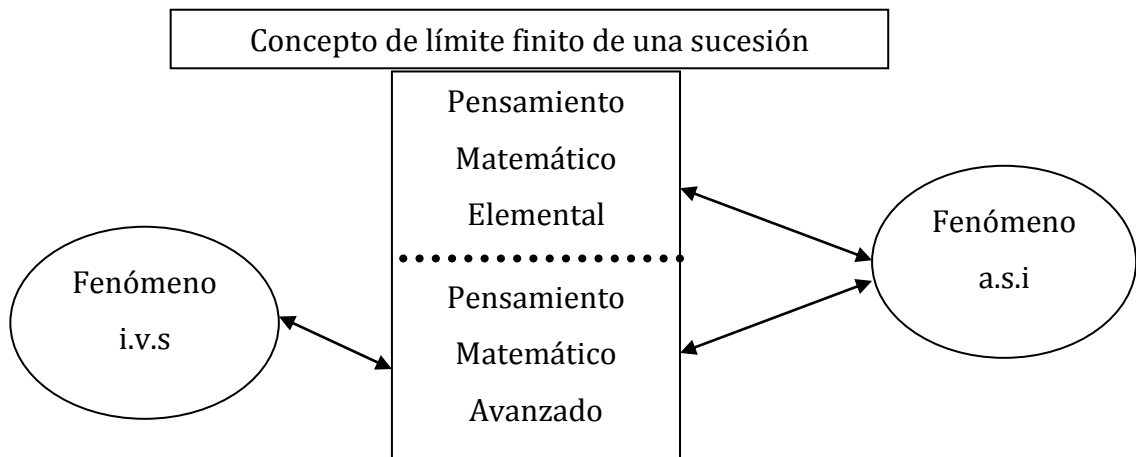 Concepto de límite finito de una sucesión
Pensamiento
Matemático
Elemental
Pensamiento
Matemático
Avanzado
Fenómeno
i.v.s
Fenómeno
a.s.i